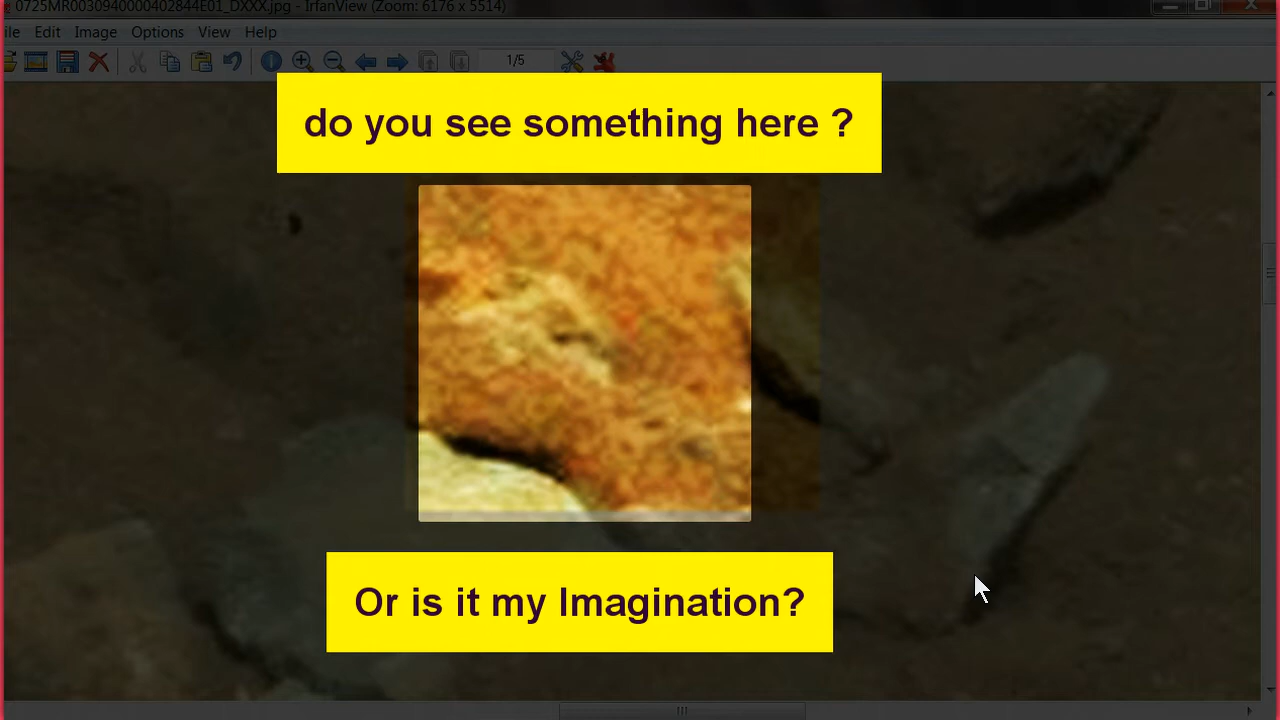 0725MR0030940000402844E01_DXXX.jpg - IrfanView (Zoom: 6176 x 5514)
ile Edit Image Options View Help
1/5
do you see something here ?
Or is it my Imagination?